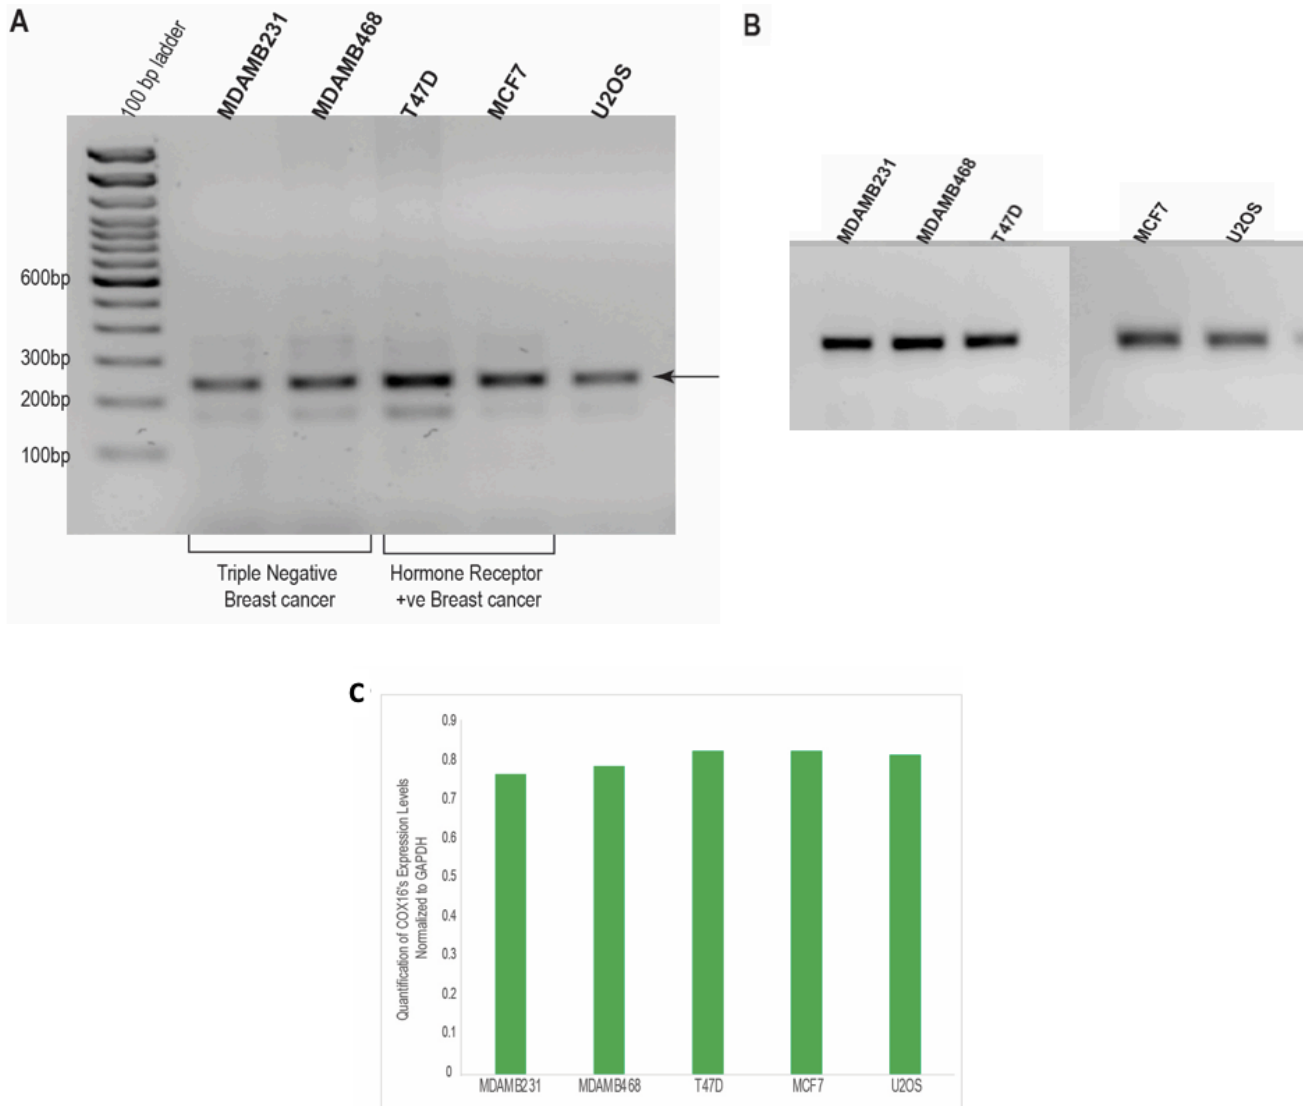 A
100 bp ladder
MDAMB231
MDAMB468
T47D
MCF7
U2OS
600bp
300bp
200bp
100bp
Triple Negative
Breast cancer
Hormone Receptor
+ve Breast cancer
B
MDAMB231
MDAMB468
T47D
MCF7
U2OS
C
Quantification of COX16's Expression Levels
Normalized to GAPDH
0.9
0.8
0.7
0.6
0.5
0.4
0.3
0.2
0.1
0
MDAMB231
MDAMB468
T47D
MCF7
U2OS